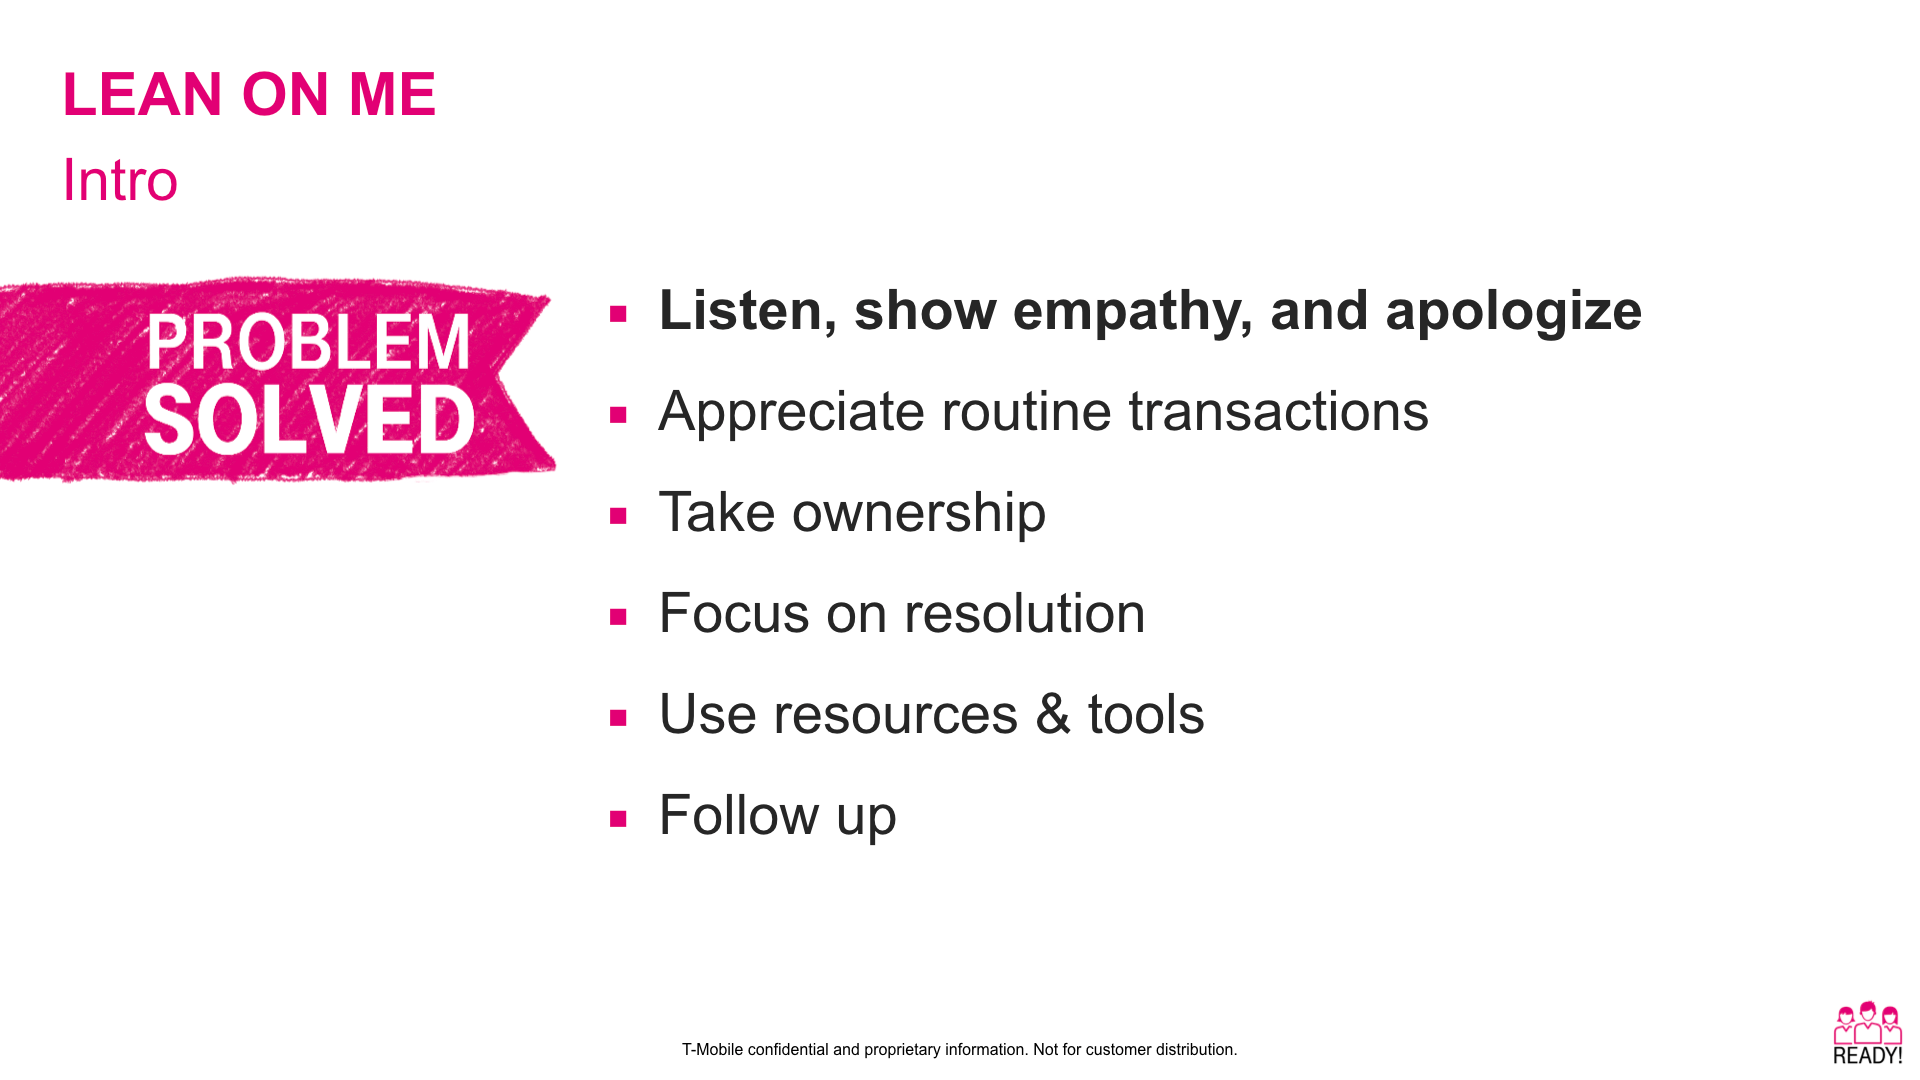 LEAN ON ME
Intro
PROBLEM
SOLVED
Listen, show empathy, and apologize
Appreciate routine transactions
Take ownership
Focus on resolution
Use resources & tools
Follow up
T-Mobile confidential and proprietary information. Not for customer distribution.
READY!